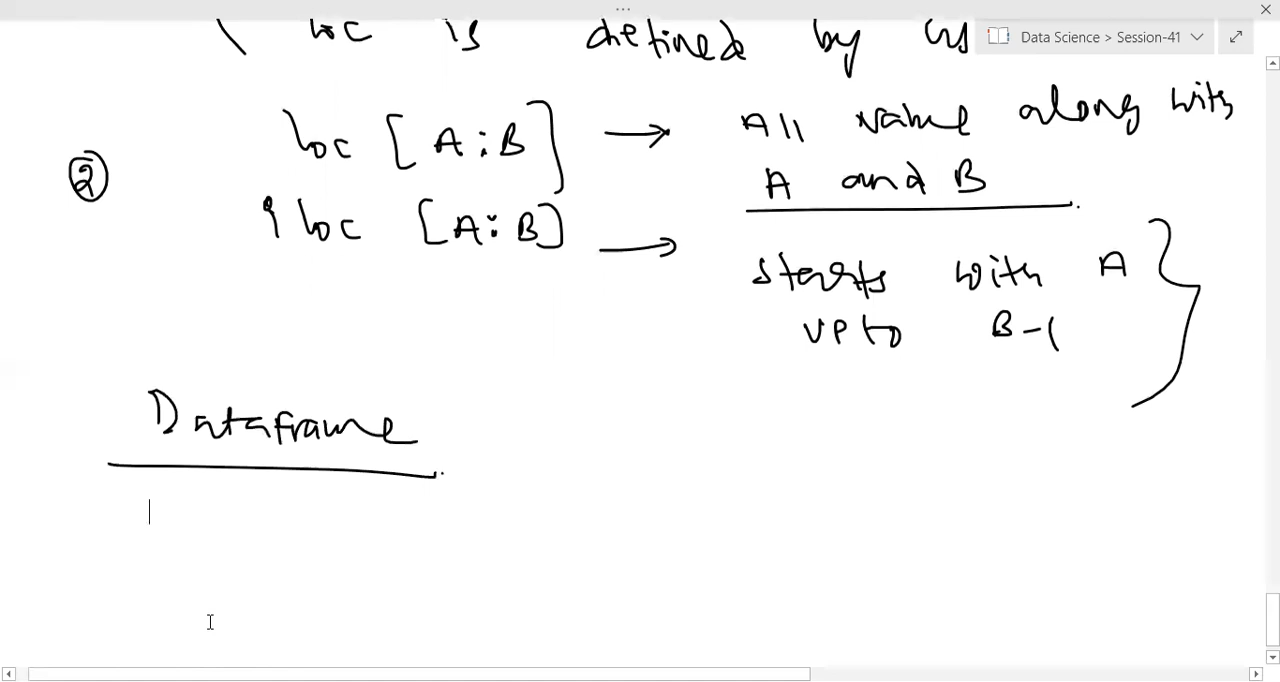 loc is defined by us
Data Science > Session-41
② loc [A:B] → All value along with
A and B
iloc [A:B] → starts with A
upto B-1
Dataframe